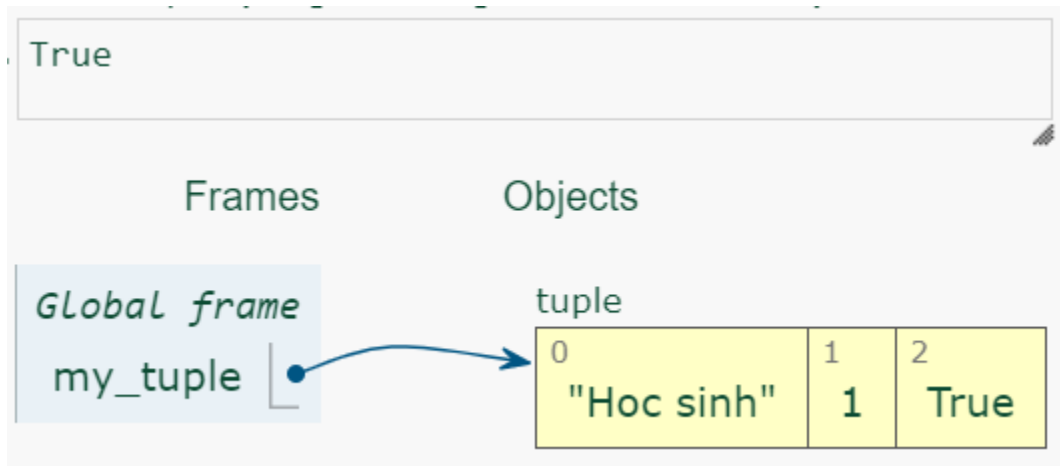 True
Frames Objects
Global frame
my_tuple
tuple
0 1 2
"Hoc sinh" 1 True